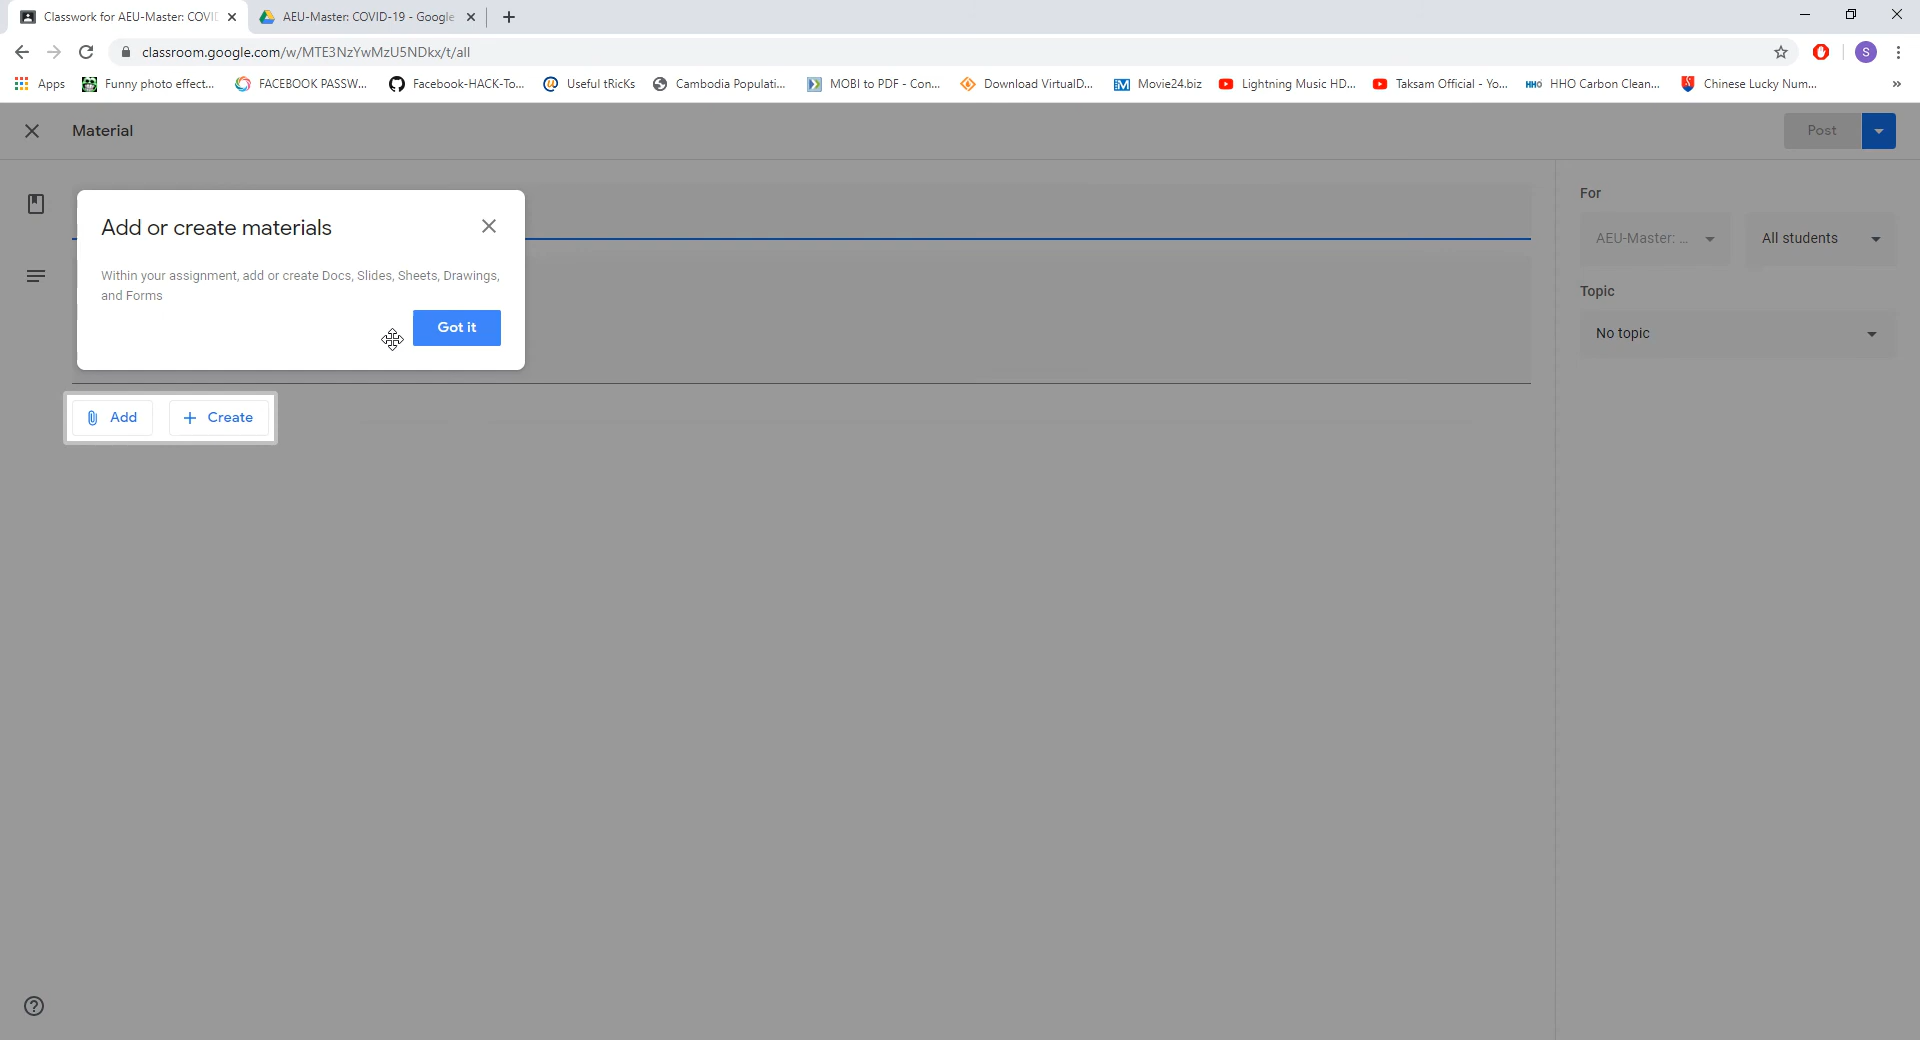 Classwork for AEU-Master: COVI
AEU-Master: COVID-19 - Google
classroom.google.com/w/MTE3NzYwMzU5NDkx/t/all
S
Apps
Funny photo effect...
FACEBOOK PASSW...
Facebook-HACK-To...
Useful tRicKs
Cambodia Populati...
MOBI to PDF - Con...
Download VirtualD...
Movie24.biz
Lightning Music HD...
Taksam Official - Yo...
HHO HHO Carbon Clean...
Chinese Lucky Num...
»
Material
Post
Add or create materials
Within your assignment, add or create Docs, Slides, Sheets, Drawings,
and Forms
Got it
Add
Create
For
AEU-Master: ...
All students
Topic
No topic